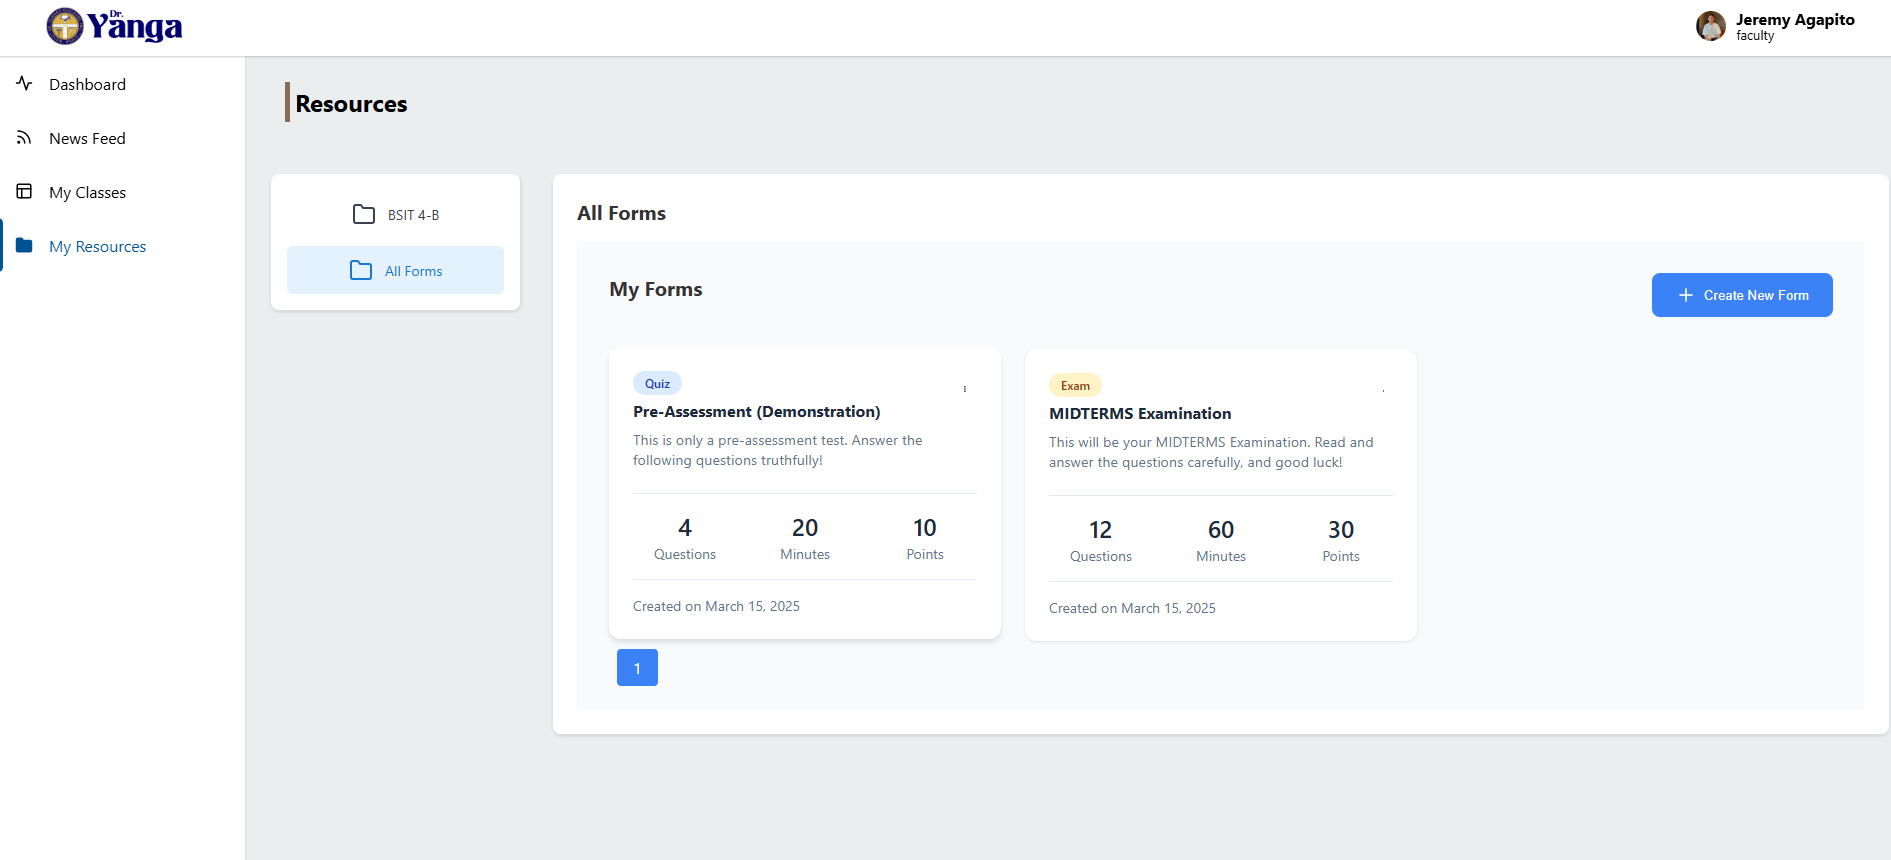 Dr.
Yanga
Jeremy Agapito
faculty
Dashboard
News Feed
My Classes
My Resources
Resources
BSIT 4-B
All Forms
All Forms
My Forms
Create New Form
Quiz
Pre-Assessment (Demonstration)
This is only a pre-assessment test. Answer the
following questions truthfully!
4
Questions
20
Minutes
10
Points
Created on March 15, 2025
Exam
MIDTERMS Examination
This will be your MIDTERMS Examination. Read and
answer the questions carefully, and good luck!
12
Questions
60
Minutes
30
Points
Created on March 15, 2025
1